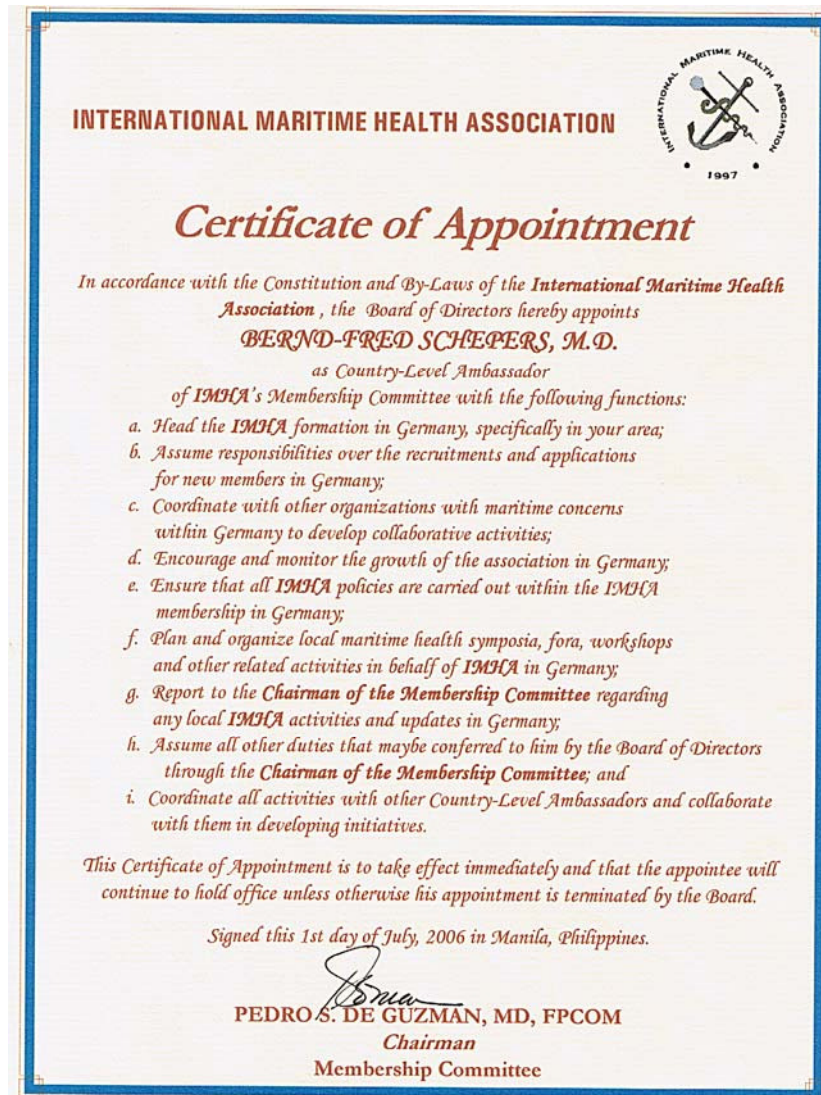 INTERNATIONAL MARITIME HEALTH ASSOCIATION
INTERNATIONAL MARITIME HEALTH ASSOCIATION
• 1997 •
Certificate of Appointment
In accordance with the Constitution and By-Laws of the International Maritime Health
Association , the Board of Directors hereby appoints
BERND-FRED SCHEPERS, M.D.
as Country-Level Ambassador
of IMHA's Membership Committee with the following functions:
a. Head the IMHA formation in Germany, specifically in your area;
b. Assume responsibilities over the recruitments and applications
for new members in Germany;
c. Coordinate with other organizations with maritime concerns
within Germany to develop collaborative activities;
d. Encourage and monitor the growth of the association in Germany;
e. Ensure that all IMHA policies are carried out within the IMHA
membership in Germany;
f. Plan and organize local maritime health symposia, fora, workshops
and other related activities in behalf of IMHA in Germany;
g. Report to the Chairman of the Membership Committee regarding
any local IMHA activities and updates in Germany;
h. Assume all other duties that maybe conferred to him by the Board of Directors
through the Chairman of the Membership Committee; and
i. Coordinate all activities with other Country-Level Ambassadors and collaborate
with them in developing initiatives.
This Certificate of Appointment is to take effect immediately and that the appointee will
continue to hold office unless otherwise his appointment is terminated by the Board.
Signed this 1st day of July, 2006 in Manila, Philippines.
PEDRO S. DE GUZMAN, MD, FPCOM
Chairman
Membership Committee